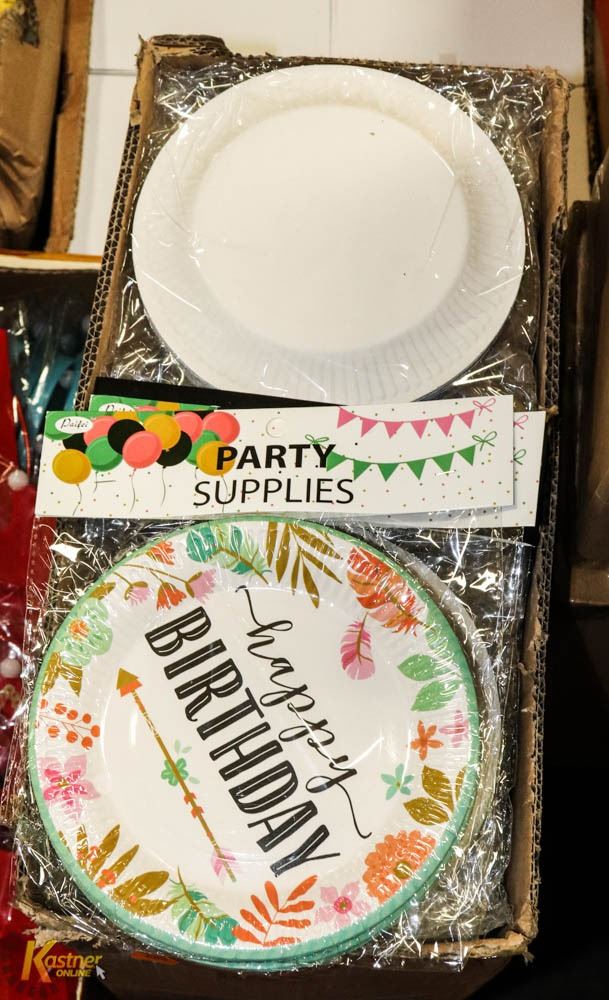 Paifei
PARTY
SUPPLIES
happy
BIRTHDAY
Kastner
ONLINE